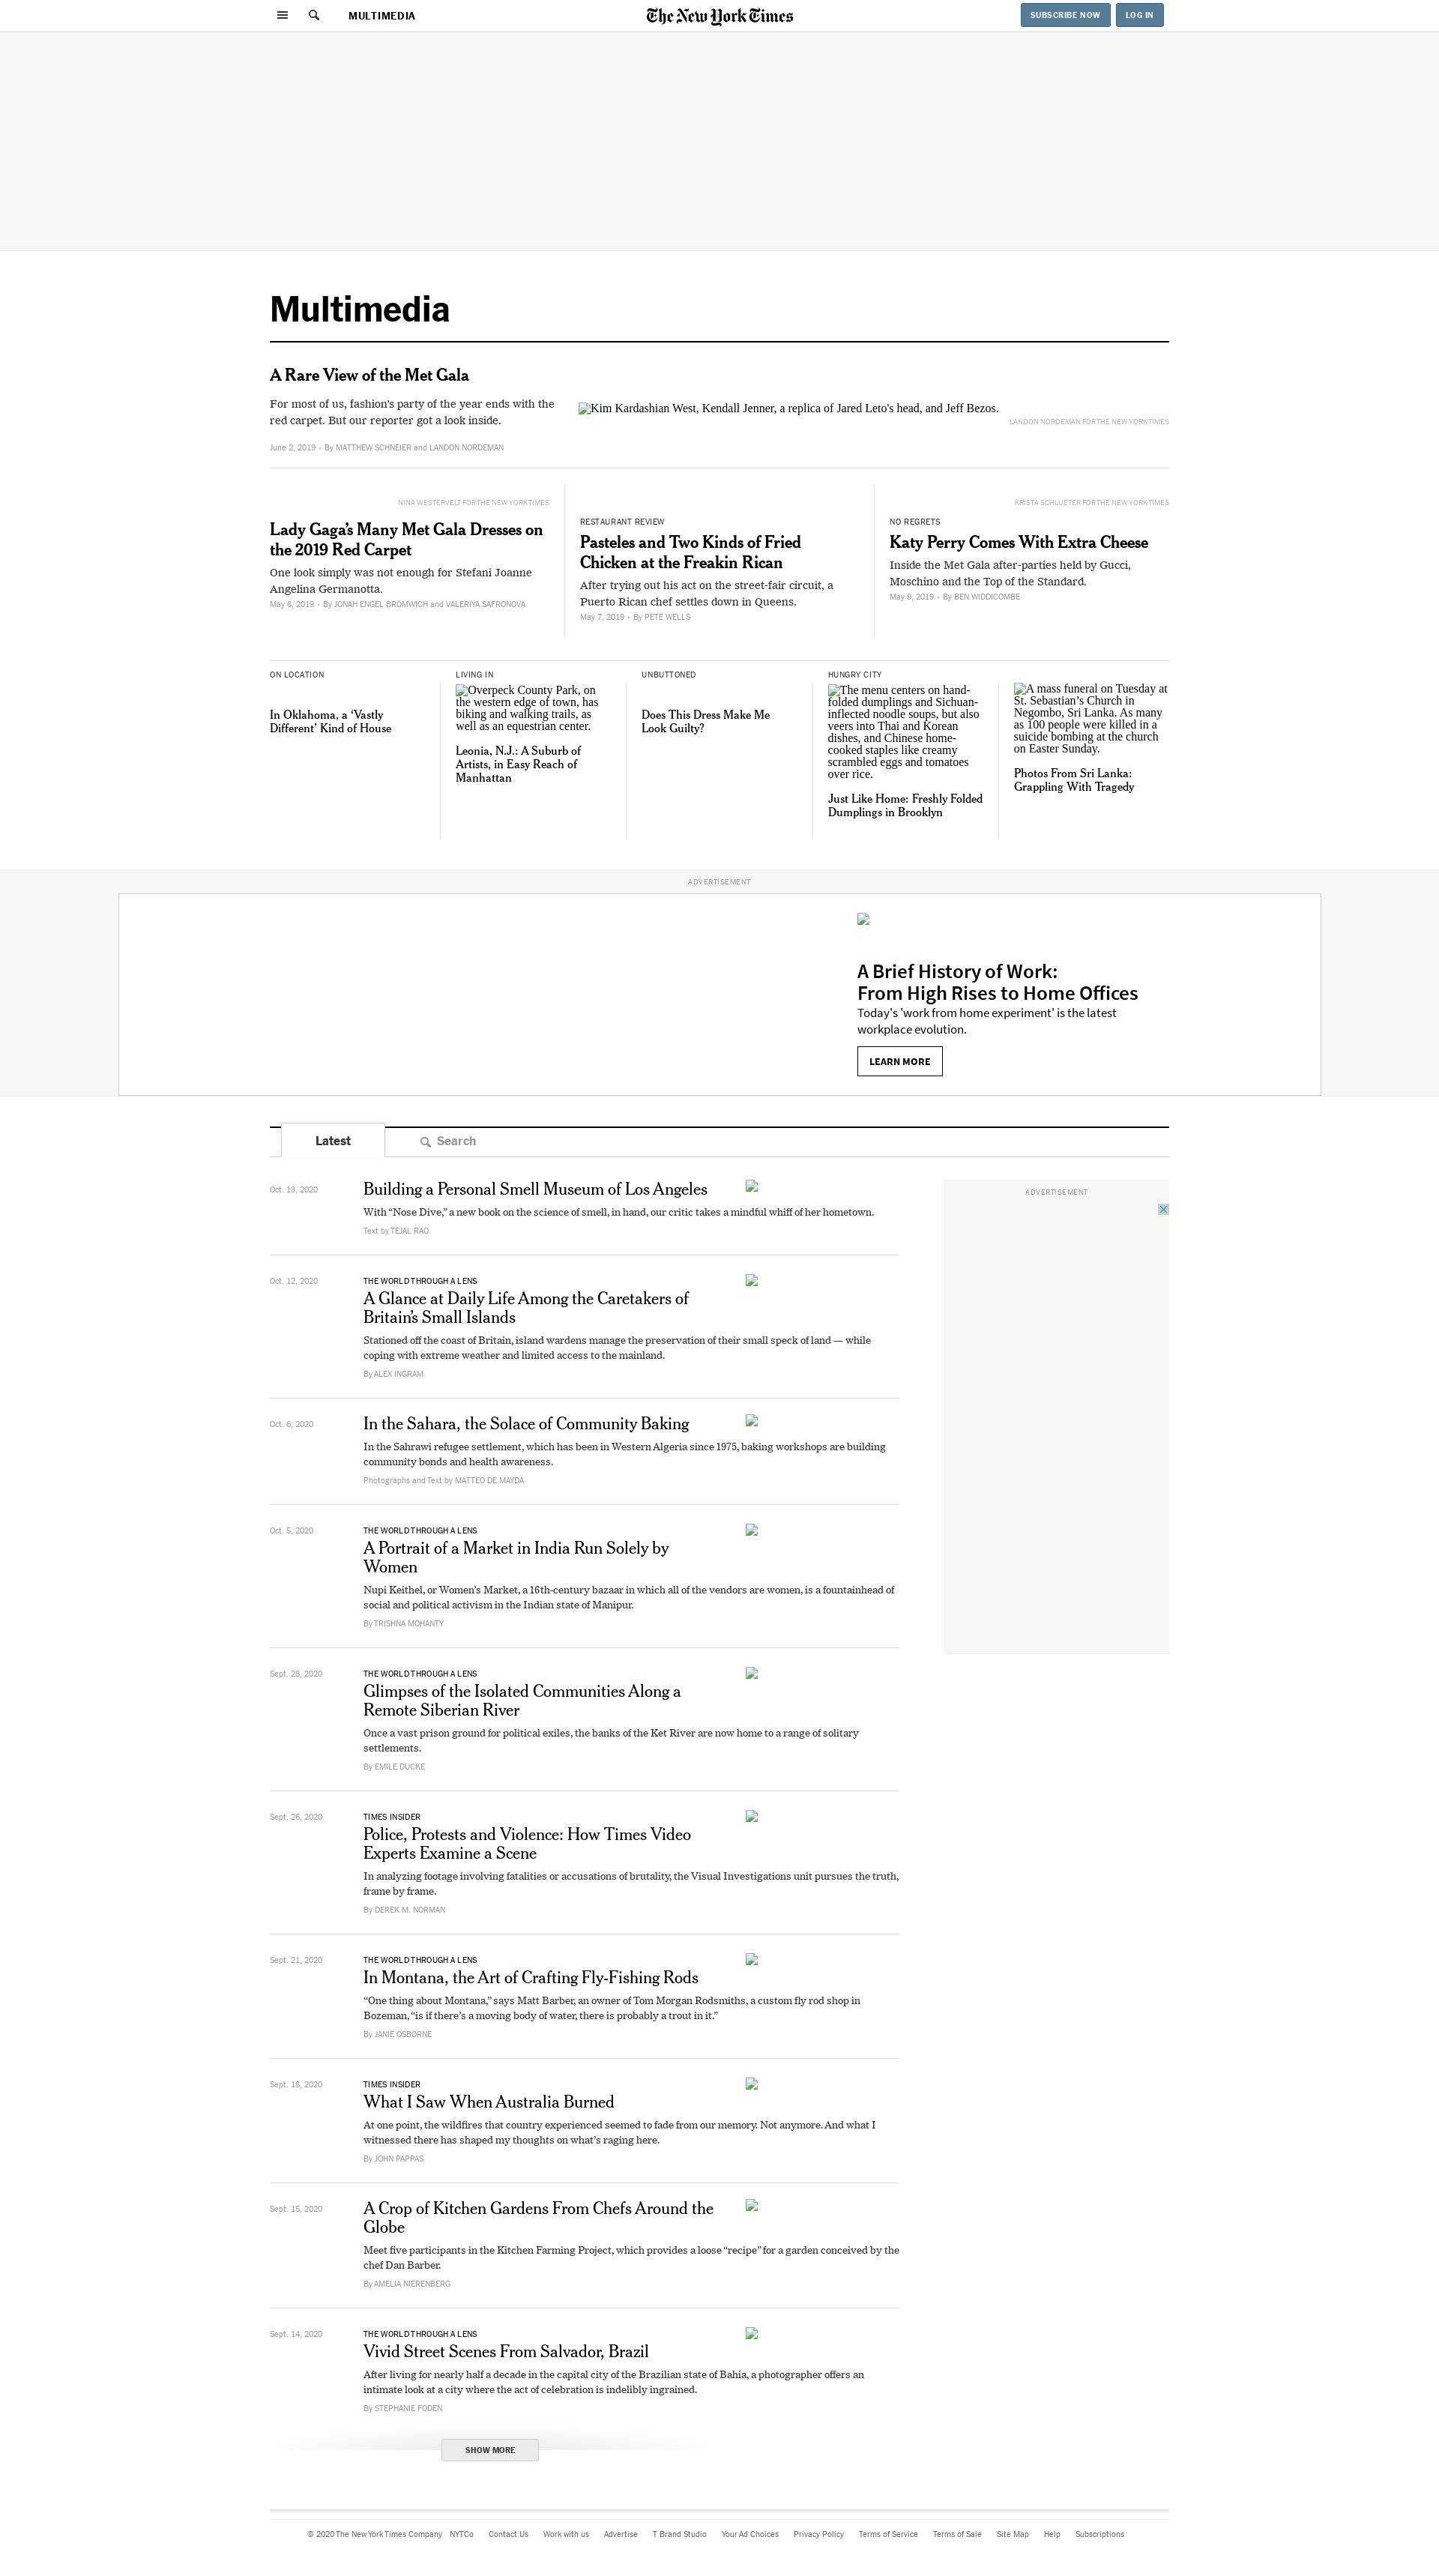 MULTIMEDIA
The New York Times
SUBSCRIBE NOW
LOG IN
Multimedia
A Rare View of the Met Gala
For most of us, fashion's party of the year ends with the
red carpet. But our reporter got a look inside.
June 2, 2019 • By MATTHEW SCHNEIER and LANDON NORDEMAN
Kim Kardashian West, Kendall Jenner, a replica of Jared Leto's head, and Jeff Bezos.
LANDON NORDEMAN FOR THE NEW YORK TIMES
NINA WESTERVELT FOR THE NEW YORK TIMES
Lady Gaga’s Many Met Gala Dresses on
the 2019 Red Carpet
One look simply was not enough for Stefani Joanne
Angelina Germanotta.
May 6, 2019 • By JONAH ENGEL BROMWICH and VALERIYA SAFRONOVA
RESTAURANT REVIEW
Pasteles and Two Kinds of Fried
Chicken at the Freakin Rican
After trying out his act on the street-fair circuit, a
Puerto Rican chef settles down in Queens.
May 7, 2019 • By PETE WELLS
KRISTA SCHLUETER FOR THE NEW YORK TIMES
NO REGRETS
Katy Perry Comes With Extra Cheese
Inside the Met Gala after-parties held by Gucci,
Moschino and the Top of the Standard.
May 9, 2019 • By BEN WIDDICOMBE
ON LOCATION
In Oklahoma, a ‘Vastly
Different’ Kind of House
LIVING IN
Overpeck County Park, on
the western edge of town, has
biking and walking trails, as
well as an equestrian center.
Leonia, N.J.: A Suburb of
Artists, in Easy Reach of
Manhattan
UNBUTTONED
Does This Dress Make Me
Look Guilty?
HUNGRY CITY
The menu centers on hand-
folded dumplings and Sichuan-
inflected noodle soups, but also
veers into Thai and Korean
dishes, and Chinese home-
cooked staples like creamy
scrambled eggs and tomatoes
over rice.
Just Like Home: Freshly Folded
Dumplings in Brooklyn
A mass funeral on Tuesday at
St. Sebastian’s Church in
Negombo, Sri Lanka. As many
as 100 people were killed in a
suicide bombing at the church
on Easter Sunday.
Photos From Sri Lanka:
Grappling With Tragedy
ADVERTISEMENT
A Brief History of Work:
From High Rises to Home Offices
Today's 'work from home experiment' is the latest
workplace evolution.
LEARN MORE
Latest
Search
ADVERTISEMENT
Oct. 13, 2020
Building a Personal Smell Museum of Los Angeles
With “Nose Dive,” a new book on the science of smell, in hand, our critic takes a mindful whiff of her hometown.
Text by TEJAL RAO
Oct. 12, 2020
THE WORLD THROUGH A LENS
A Glance at Daily Life Among the Caretakers of
Britain’s Small Islands
Stationed off the coast of Britain, island wardens manage the preservation of their small speck of land — while
coping with extreme weather and limited access to the mainland.
By ALEX INGRAM
Oct. 6, 2020
In the Sahara, the Solace of Community Baking
In the Sahrawi refugee settlement, which has been in Western Algeria since 1975, baking workshops are building
community bonds and health awareness.
Photographs and Text by MATTEO DE MAYDA
Oct. 5, 2020
THE WORLD THROUGH A LENS
A Portrait of a Market in India Run Solely by
Women
Nupi Keithel, or Women’s Market, a 16th-century bazaar in which all of the vendors are women, is a fountainhead of
social and political activism in the Indian state of Manipur.
By TRISHNA MOHANTY
Sept. 28, 2020
THE WORLD THROUGH A LENS
Glimpses of the Isolated Communities Along a
Remote Siberian River
Once a vast prison ground for political exiles, the banks of the Ket River are now home to a range of solitary
settlements.
By EMILE DUCKE
Sept. 26, 2020
TIMES INSIDER
Police, Protests and Violence: How Times Video
Experts Examine a Scene
In analyzing footage involving fatalities or accusations of brutality, the Visual Investigations unit pursues the truth,
frame by frame.
By DEREK M. NORMAN
Sept. 21, 2020
THE WORLD THROUGH A LENS
In Montana, the Art of Crafting Fly-Fishing Rods
“One thing about Montana,” says Matt Barber, an owner of Tom Morgan Rodsmiths, a custom fly rod shop in
Bozeman, “is if there’s a moving body of water, there is probably a trout in it.”
By JANIE OSBORNE
Sept. 18, 2020
TIMES INSIDER
What I Saw When Australia Burned
At one point, the wildfires that country experienced seemed to fade from our memory. Not anymore. And what I
witnessed there has shaped my thoughts on what’s raging here.
By JOHN PAPPAS
Sept. 15, 2020
A Crop of Kitchen Gardens From Chefs Around the
Globe
Meet five participants in the Kitchen Farming Project, which provides a loose “recipe” for a garden conceived by the
chef Dan Barber.
By AMELIA NIERENBERG
Sept. 14, 2020
THE WORLD THROUGH A LENS
Vivid Street Scenes From Salvador, Brazil
After living for nearly half a decade in the capital city of the Brazilian state of Bahia, a photographer offers an
intimate look at a city where the act of celebration is indelibly ingrained.
By STEPHANIE FODEN
SHOW MORE
© 2020 The New York Times Company NYTCo Contact Us Work with us Advertise T Brand Studio Your Ad Choices Privacy Policy Terms of Service Terms of Sale Site Map Help Subscriptions